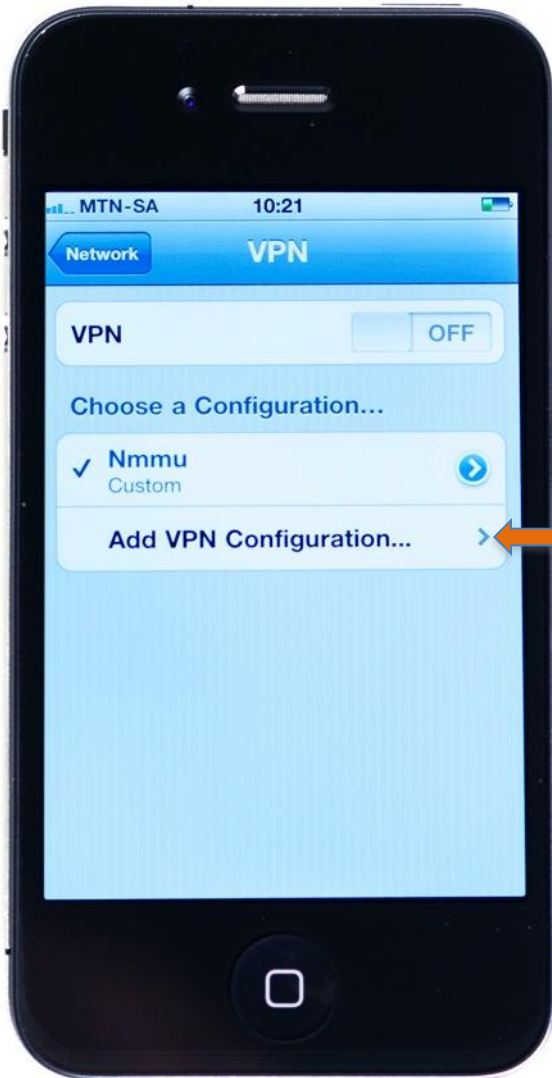 MTN-SA 10:21
Network VPN
VPN OFF
Choose a Configuration...
Nmmu
Custom
Add VPN Configuration...